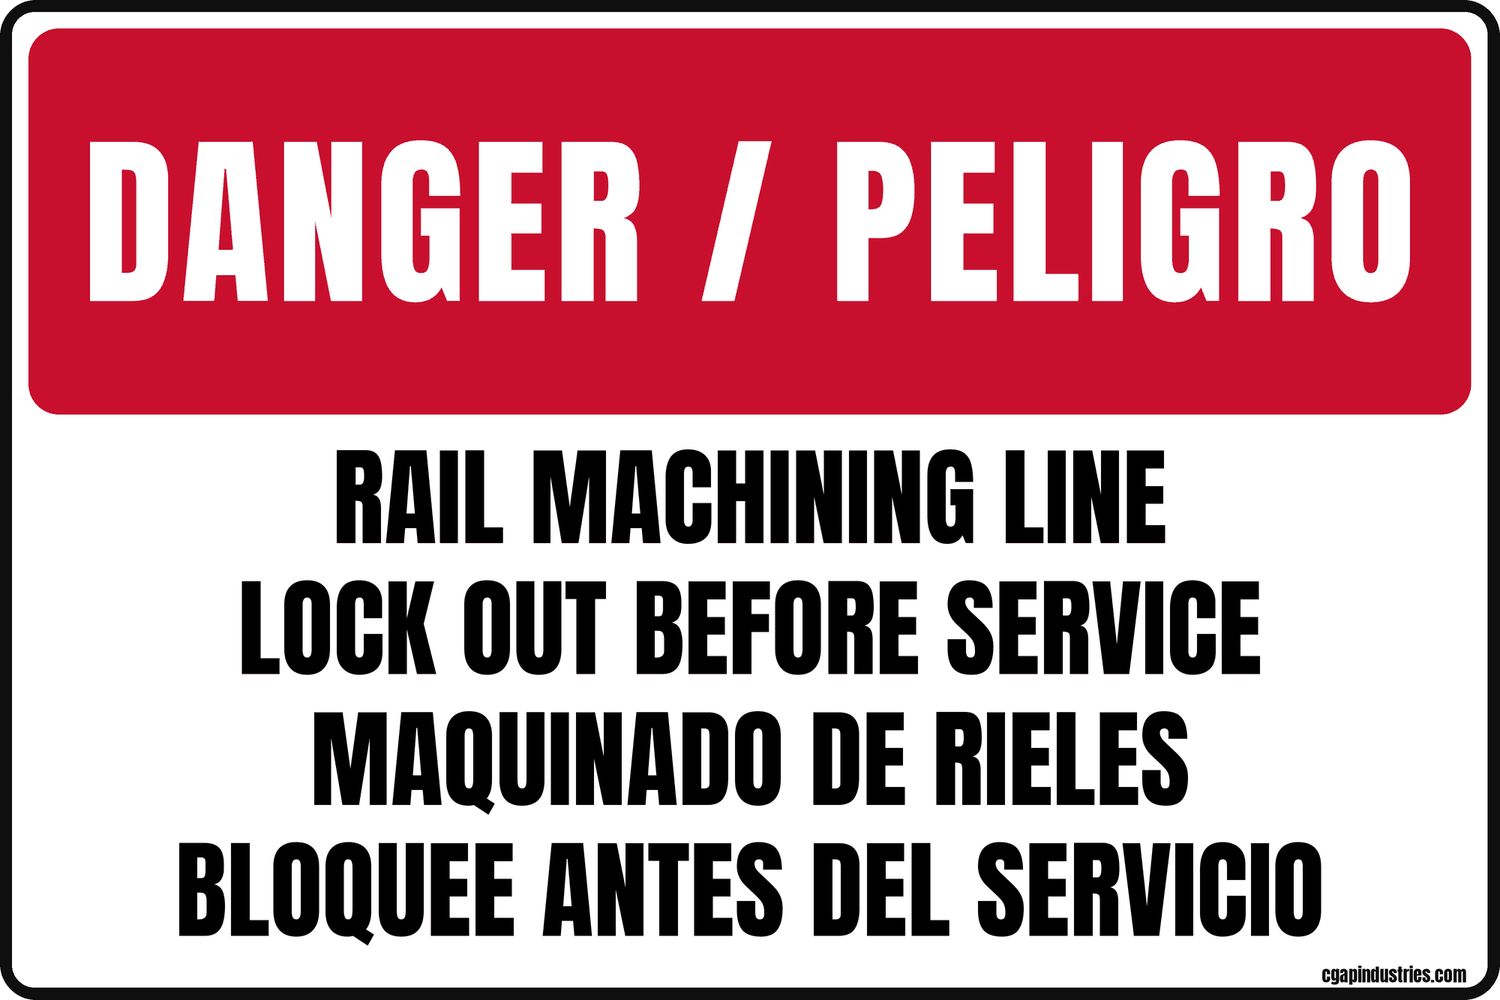 DANGER / PELIGRO
RAIL MACHINING LINE
LOCK OUT BEFORE SERVICE
MAQUINADO DE RIELES
BLOQUEE ANTES DEL SERVICIO
cgapindustries.com